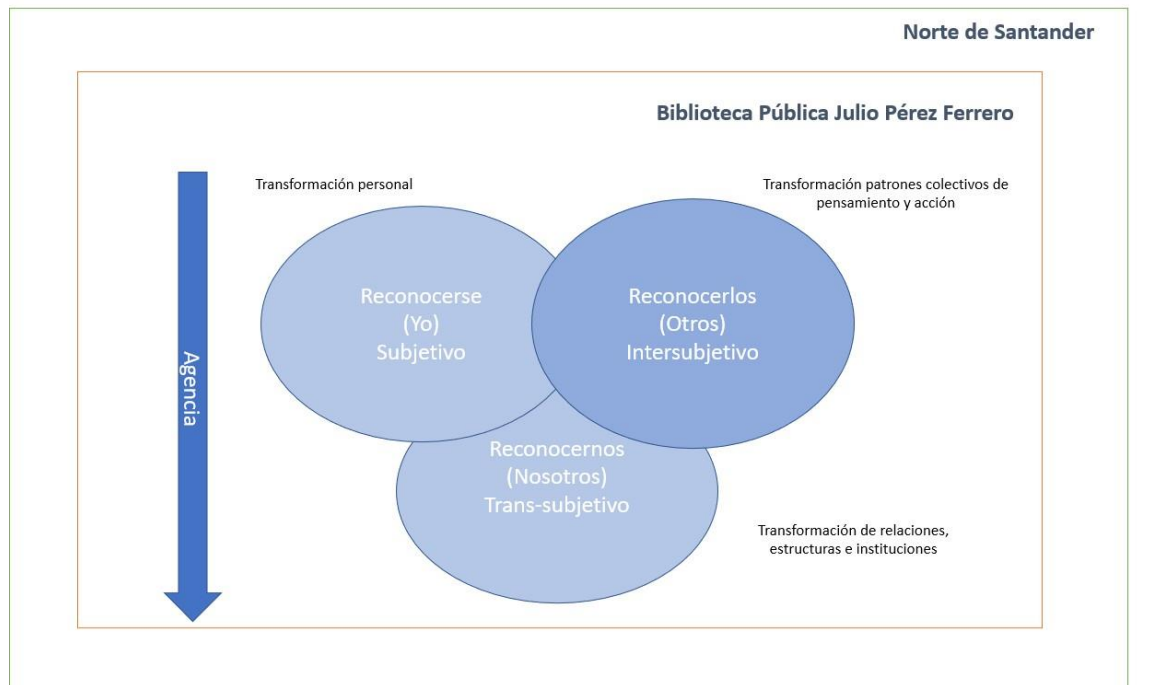 Norte de Santander
Biblioteca Pública Julio Pérez Ferrero
Transformación personal
Transformación patrones colectivos de
pensamiento y acción
Reconocerse
(Yo)
Subjetivo
Reconocerlos
(Otros)
Intersubjetivo
Agencia
Reconocernos
(Nosotros)
Trans-subjetivo
Transformación de relaciones,
estructuras e instituciones